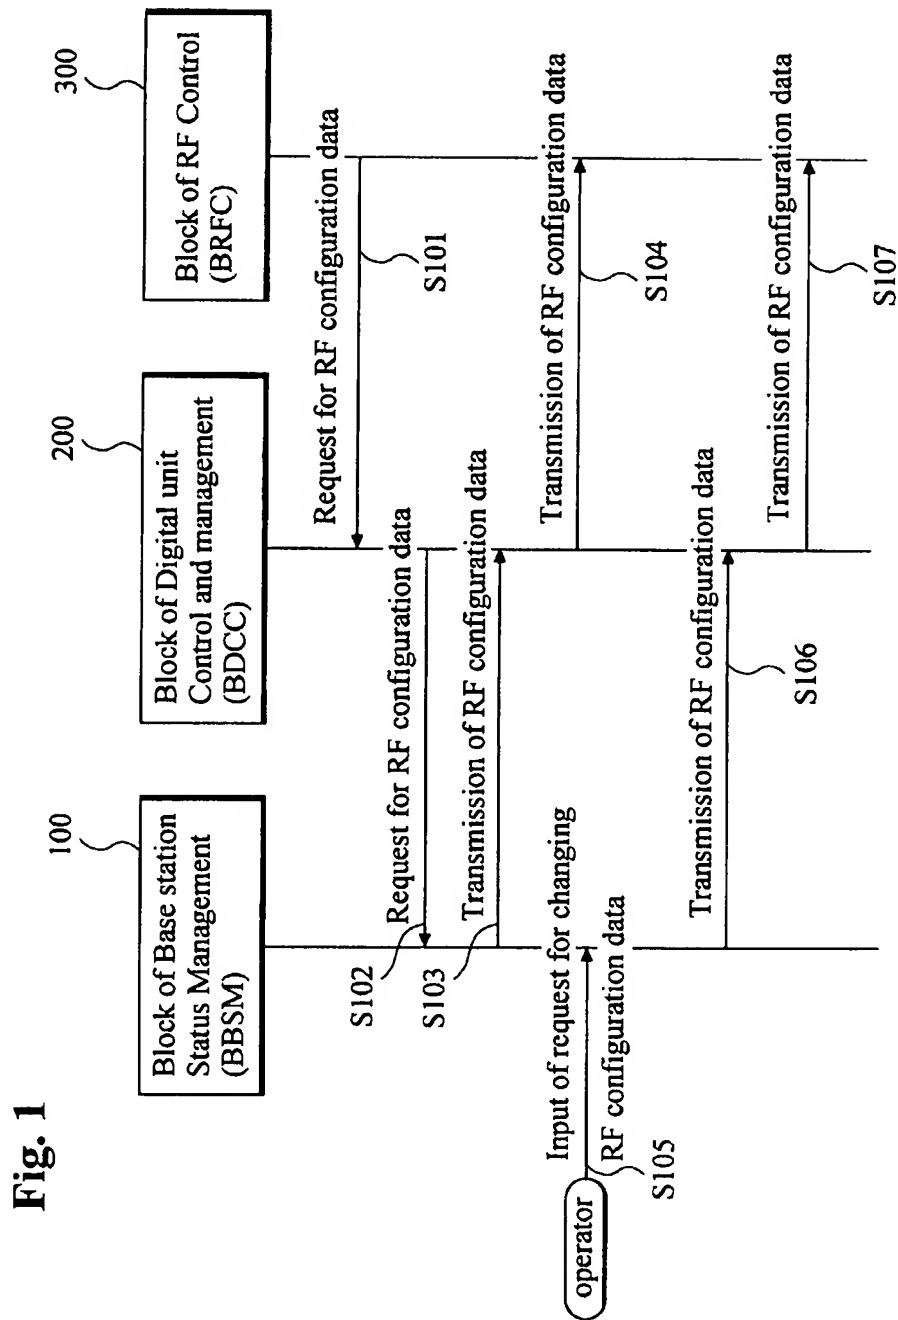 Fig. 1
100
Block of Base station
Status Management
(BBSM)
200
Block of Digital unit
Control and management
(BDCC)
300
Block of RF Control
(BRFC)
Request for RF configuration data
S101
Request for RF configuration data
S102
Transmission of RF configuration data
S103
Transmission of RF configuration data
S104
operator
Input of request for changing
RF configuration data
S105
Transmission of RF configuration data
S106
Transmission of RF configuration data
S107